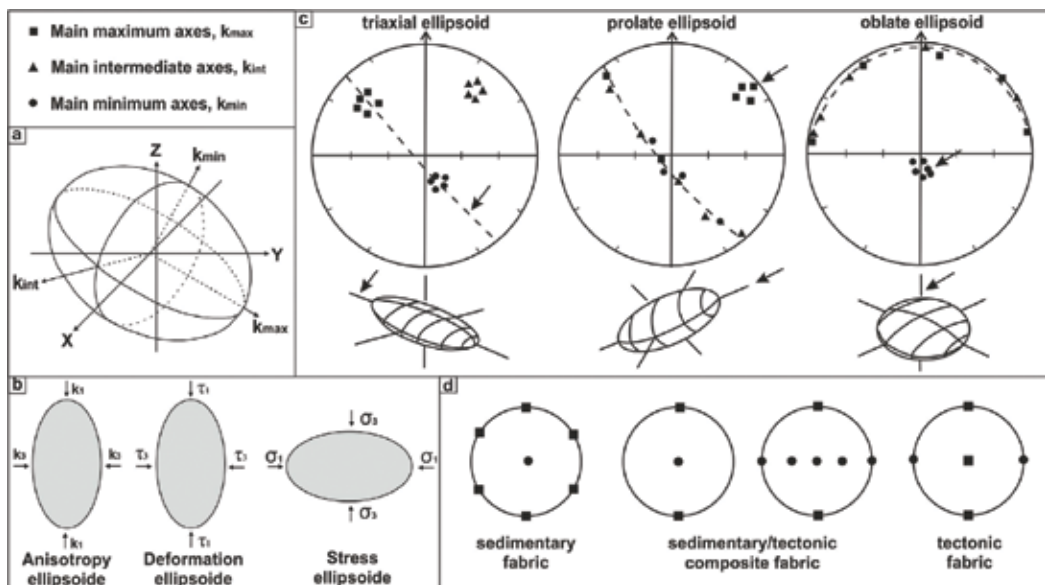 ■ Main maximum axes, kmax
▲ Main intermediate axes, kint
● Main minimum axes, kmin
a
Z
kmin
Y
kint
X
kmax
b
k₁
k₃
k₃
k₁
Anisotropy
ellipsoide
τ₁
τ₃
τ₃
τ₁
Deformation
ellipsoide
σ₃
σ₁
σ₁
σ₃
Stress
ellipsoide
c
triaxial ellipsoid
prolate ellipsoid
oblate ellipsoid
d
sedimentary
fabric
sedimentary/tectonic
composite fabric
tectonic
fabric